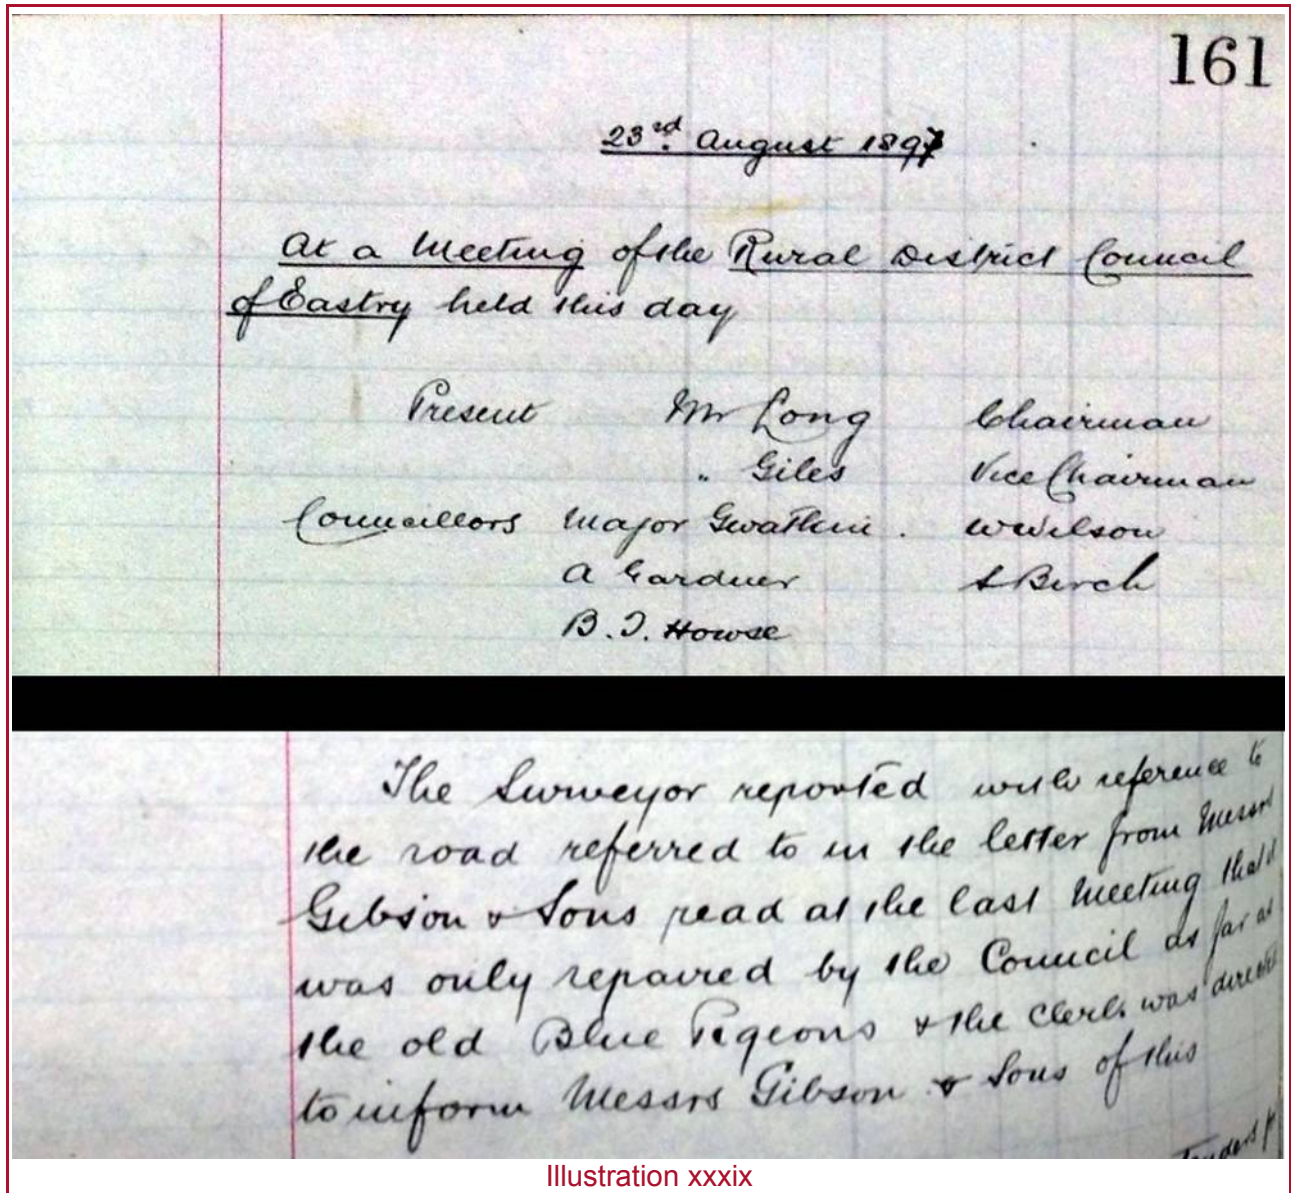 161
23rd. August 1897
At a Meeting of the Rural District Council
of Eastry held this day
Present Mr Long Chairman
" Giles Vice Chairman
Councillors Major Gwatkin. W Wilson
A Gardner S Birch
B. T. Howse
The Surveyor reported with reference to
the road referred to in the letter from Messrs
Gibson & Sons read at the last Meeting that it
was only repaired by the Council as far as
the old Blue Pigeons & the Clerk was directed
to inform Messrs Gibson & Sons of this
Tenders for
Illustration xxxix